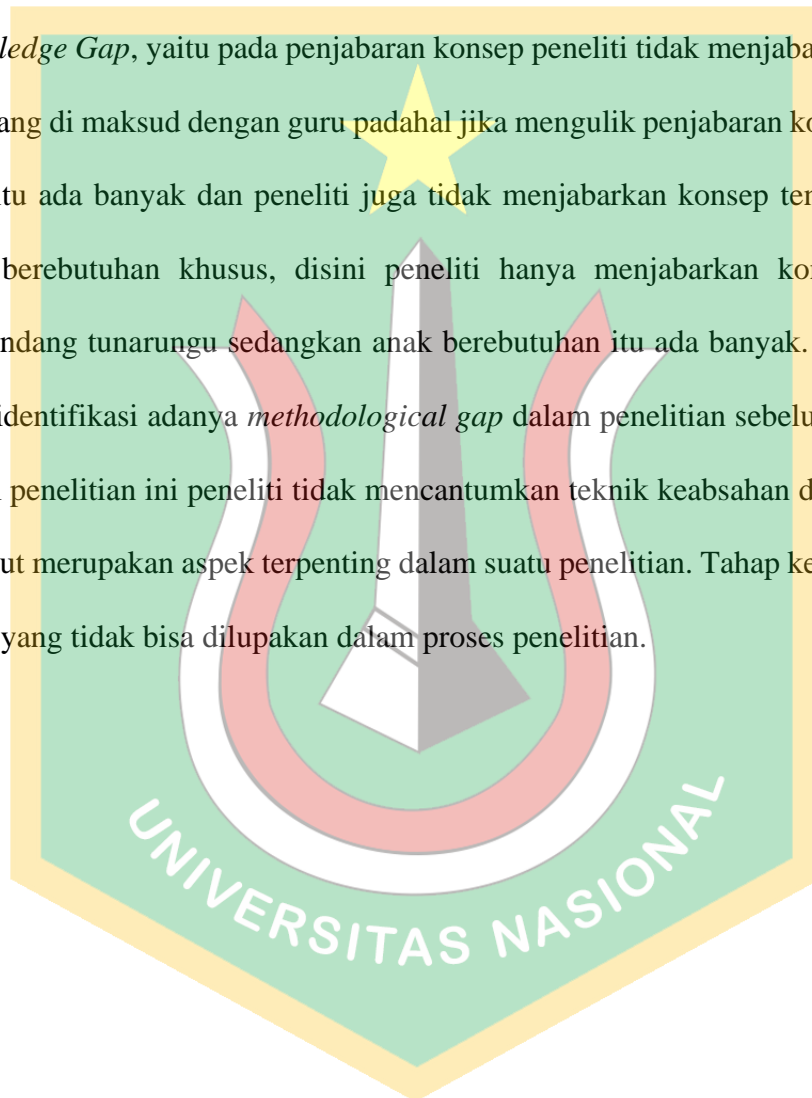 ledge Gap, yaitu pada penjabaran konsep peneliti tidak menjaba
ang di maksud dengan guru padahal jika mengulik penjabaran ko
itu ada banyak dan peneliti juga tidak menjabarkan konsep ter
berebutuhan khusus, disini peneliti hanya menjabarkan ko
ndang tunarungu sedangkan anak berebutuhan itu ada banyak.
identifikasi adanya methodological gap dalam penelitian sebelu
penelitian ini peneliti tidak mencantumkan teknik keabsahan d
ut merupakan aspek terpenting dalam suatu penelitian. Tahap ke
yang tidak bisa dilupakan dalam proses penelitian.
UNIVERSITAS NASIONAL